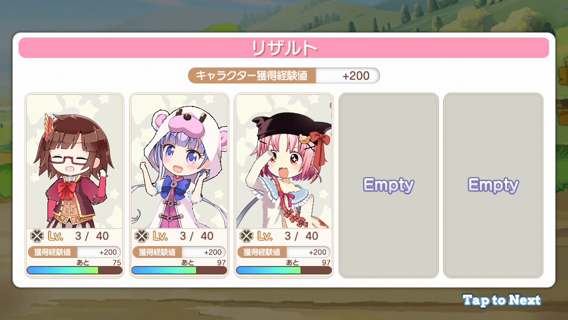 リザルト
キャラクター獲得経験値 +200
Lv. 3 / 40
獲得経験値 +200
あと 75
Lv. 3 / 40
獲得経験値 +200
あと 97
Lv. 3 / 40
獲得経験値 +200
あと 97
Empty
Empty
Tap to Next